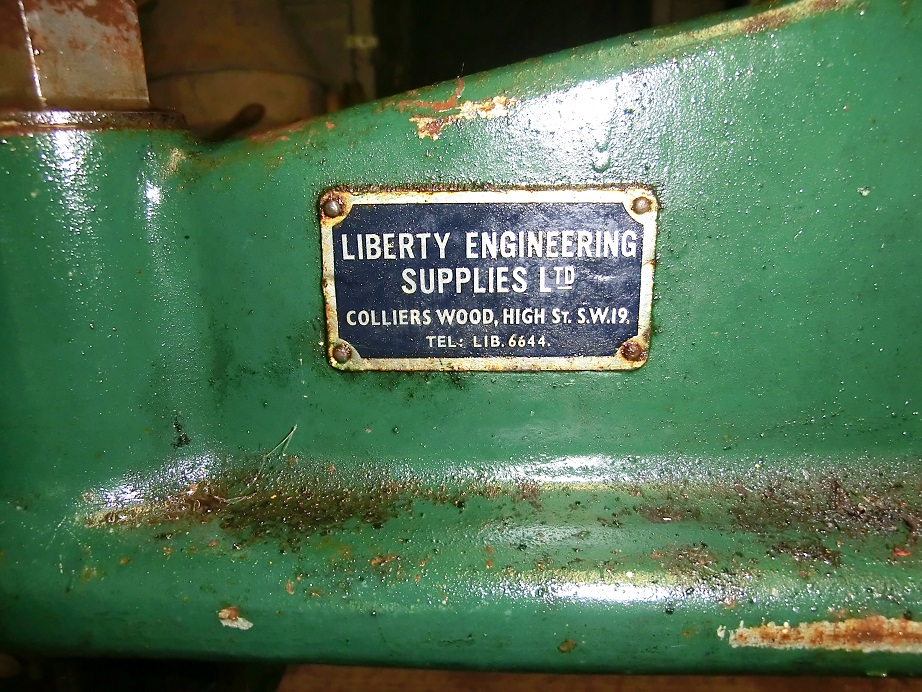 LIBERTY ENGINEERING
SUPPLIES LTD
COLLIERS WOOD, HIGH ST. S.W.19.
TEL: LIB. 6644.